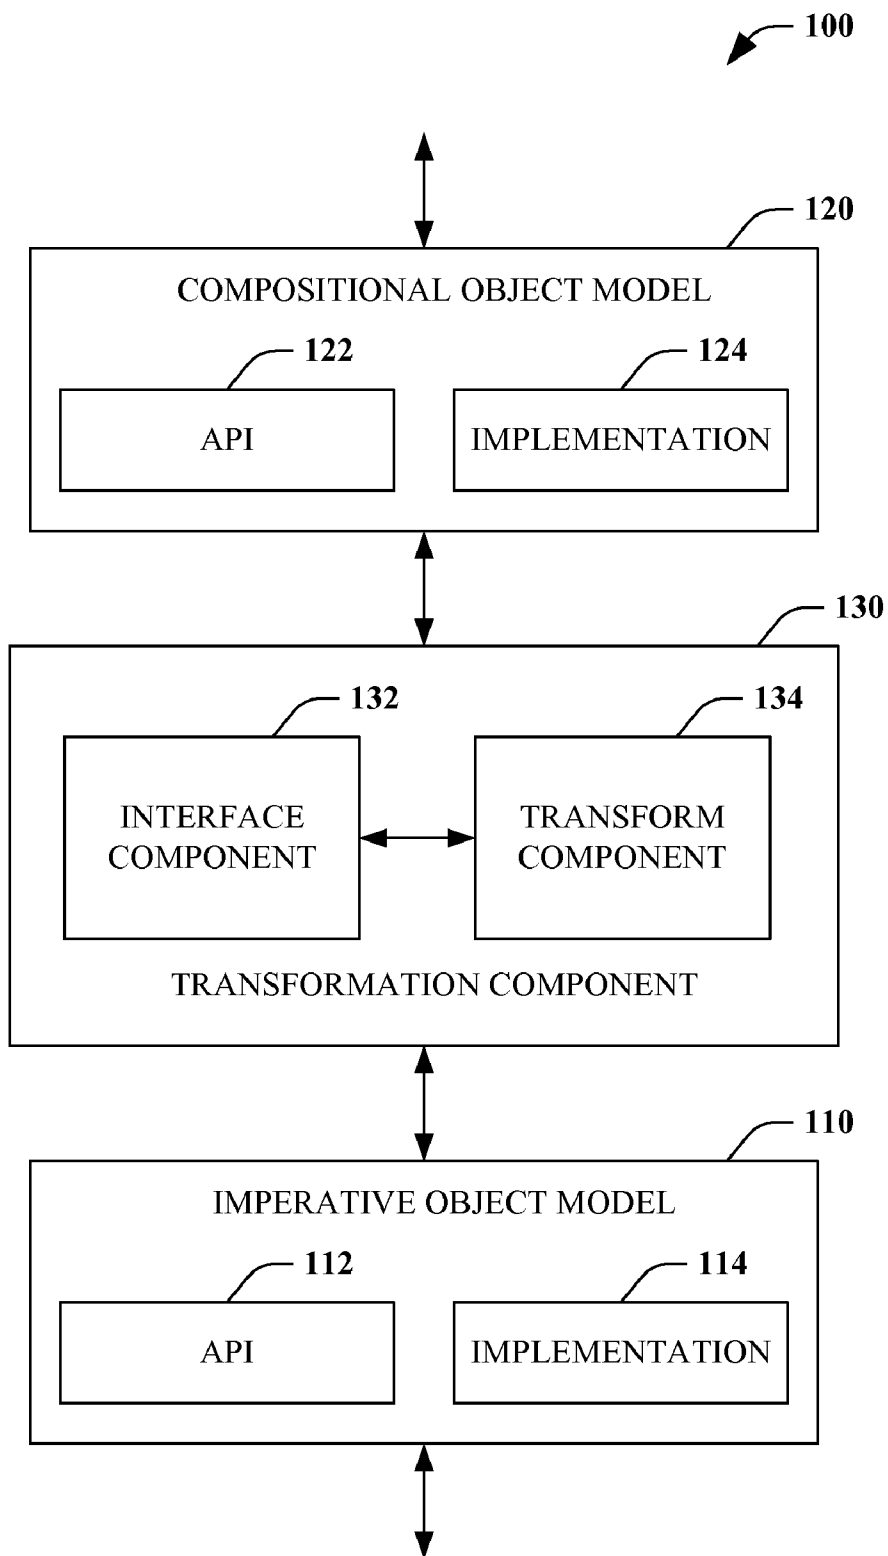 100
120
COMPOSITIONAL OBJECT MODEL
122
124
API
IMPLEMENTATION
130
132
134
INTERFACE
COMPONENT
TRANSFORM
COMPONENT
TRANSFORMATION COMPONENT
110
IMPERATIVE OBJECT MODEL
112
114
API
IMPLEMENTATION